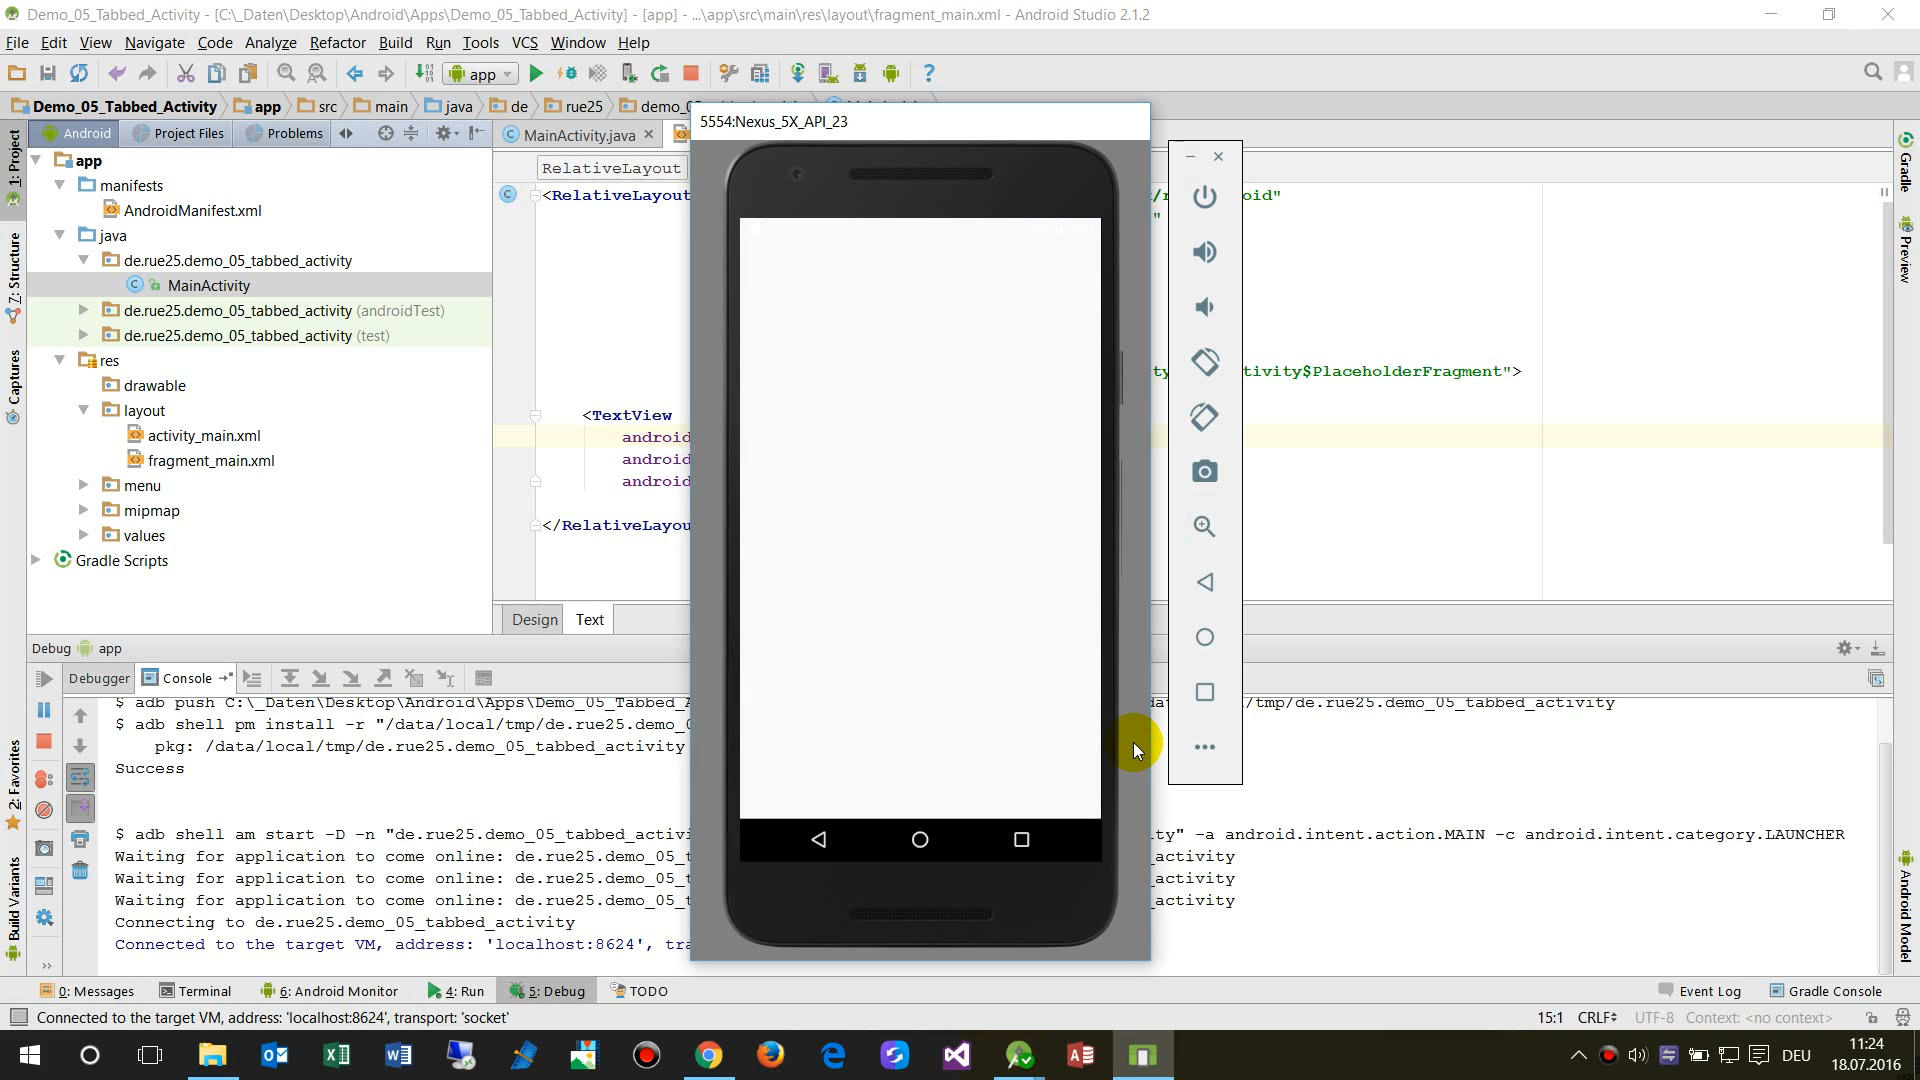 Demo_05_Tabbed_Activity - [C:\_Daten\Desktop\Android\Apps\Demo_05_Tabbed_Activity] - [app] - ...\app\src\main\res\layout\fragment_main.xml - Android Studio 2.1.2
File Edit View Navigate Code Analyze Refactor Build Run Tools VCS Window Help
app
Demo_05_Tabbed_Activity app src main java de rue25
5554:Nexus_5X_API_23
Android Project Files Problems
MainActivity.java
1: Project
7: Structure
Captures
2: Favorites
Build Variants
app
manifests
AndroidManifest.xml
java
de.rue25.demo_05_tabbed_activity
MainActivity
de.rue25.demo_05_tabbed_activity (androidTest)
de.rue25.demo_05_tabbed_activity (test)
res
drawable
layout
activity_main.xml
fragment_main.xml
menu
mipmap
values
Gradle Scripts
RelativeLayout
<RelativeLayout
tivity$PlaceholderFragment">
<TextView
android
android
android
</RelativeLayou
Design Text
Gradle
Preview
Android Model
Debug app
Debugger Console
$ adb push C:\_Daten\Desktop\Android\Apps\Demo_05_Tabbed_A /tmp/de.rue25.demo_05_tabbed_activity
$ adb shell pm install -r "/data/local/tmp/de.rue25.demo_0
pkg: /data/local/tmp/de.rue25.demo_05_tabbed_activity
Success
$ adb shell am start -D -n "de.rue25.demo_05_tabbed_activi ty" -a android.intent.action.MAIN -c android.intent.category.LAUNCHER
Waiting for application to come online: de.rue25.demo_05_t activity
Waiting for application to come online: de.rue25.demo_05_t activity
Waiting for application to come online: de.rue25.demo_05_t activity
Connecting to de.rue25.demo_05_tabbed_activity
Connected to the target VM, address: 'localhost:8624', tra
0: Messages Terminal 6: Android Monitor 4: Run 5: Debug TODO Event Log Gradle Console
Connected to the target VM, address: 'localhost:8624', transport: 'socket' 15:1 CRLF UTF-8 Context: <no context>
DEU
11:24
18.07.2016